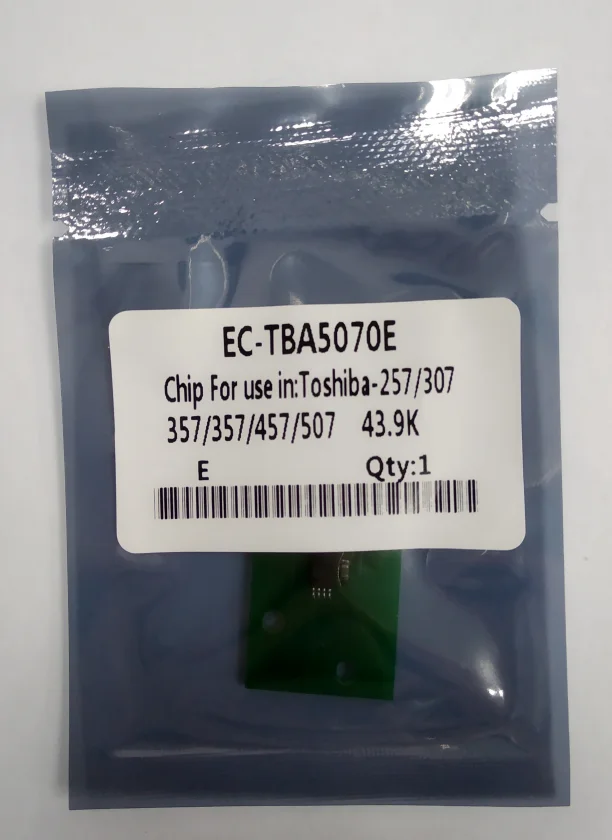 EC-TBA5070E
Chip For use in:Toshiba-257/307
357/357/457/507 43.9K
E Qty:1